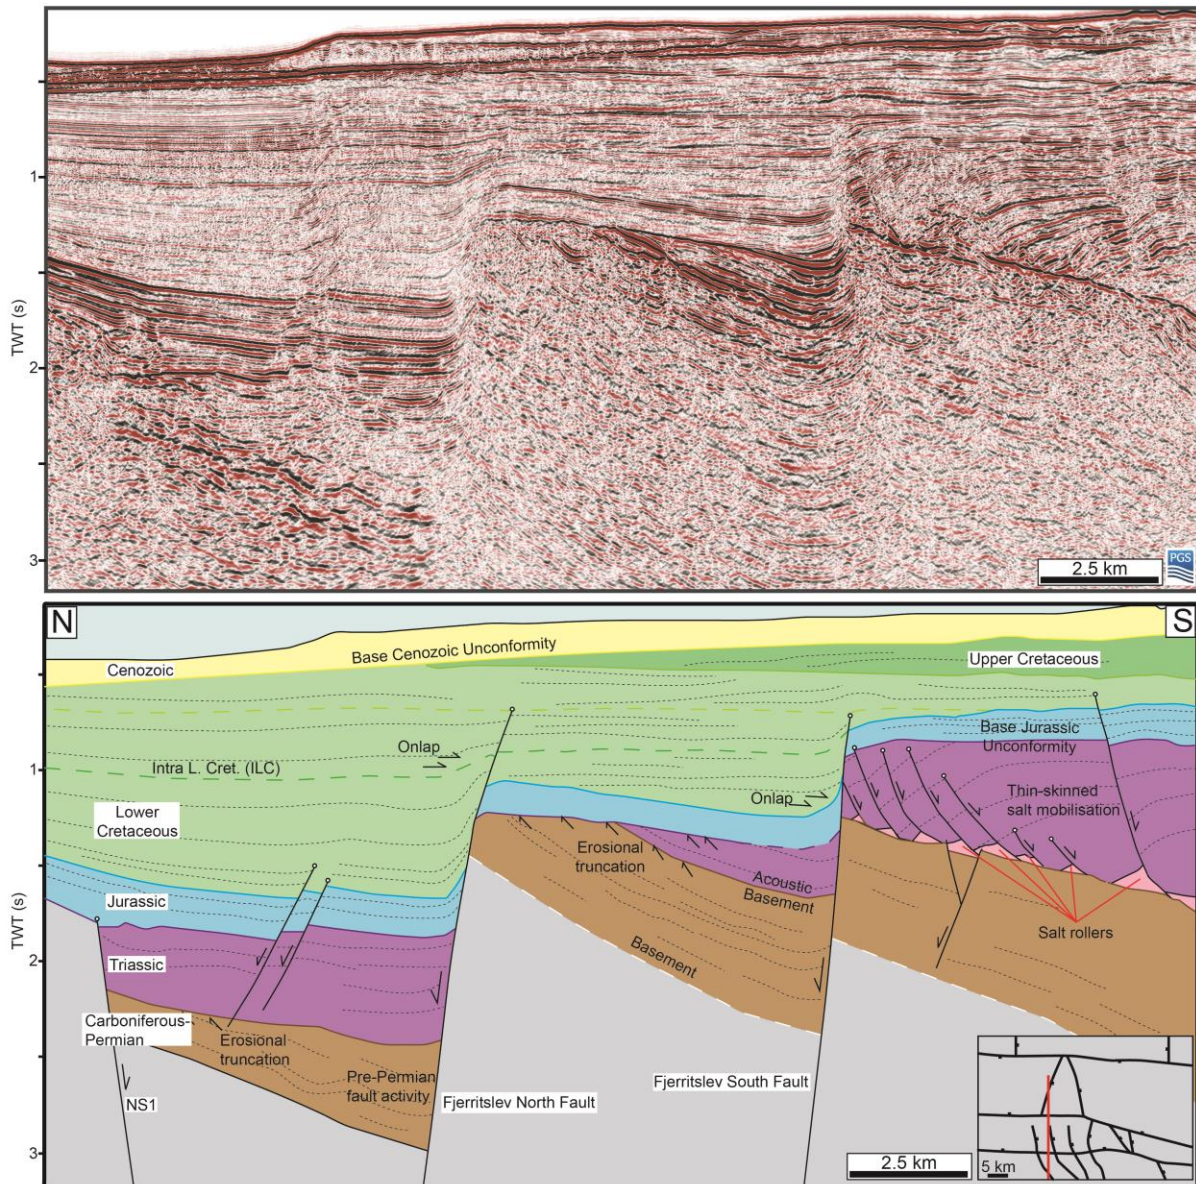 TWT (s)
1
2
3
2.5 km
PGS
N
S
Base Cenozoic Unconformity
Cenozoic
Upper Cretaceous
Onlap
Intra L. Cret. (ILC)
Base Jurassic
Unconformity
Thin-skinned
salt mobilisation
Lower
Cretaceous
Onlap
Erosional
truncation
Acoustic
Basement
Jurassic
Salt rollers
Triassic
Basement
Carboniferous-
Permian
Erosional
truncation
Pre-Permian
fault activity
NS1
Fjerritslev North Fault
Fjerritslev South Fault
TWT (s)
1
2
3
2.5 km
5 km